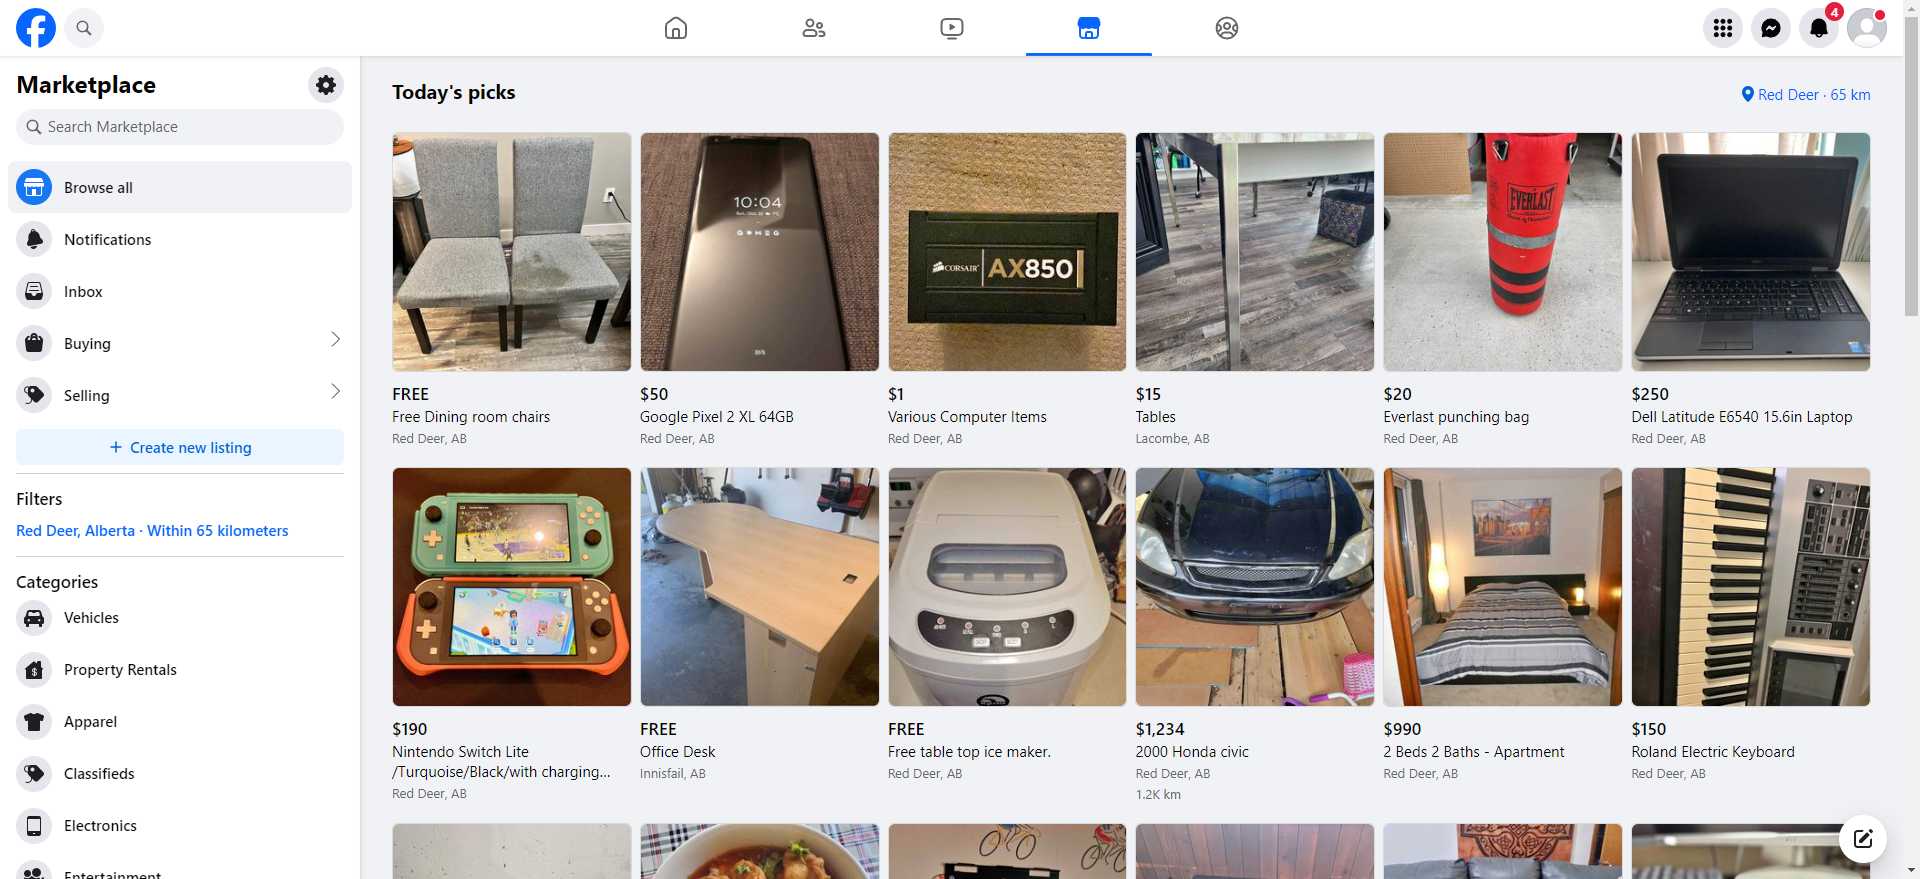 4
Marketplace
Search Marketplace
Browse all
Notifications
Inbox
Buying
Selling
+ Create new listing
Filters
Red Deer, Alberta · Within 65 kilometers
Categories
Vehicles
Property Rentals
Apparel
Classifieds
Electronics
Entertainment
Today's picks
Red Deer · 65 km
10:04
CORSAIR AX850
EVERLAST
FREE
Free Dining room chairs
Red Deer, AB
$50
Google Pixel 2 XL 64GB
Red Deer, AB
$1
Various Computer Items
Red Deer, AB
$15
Tables
Lacombe, AB
$20
Everlast punching bag
Red Deer, AB
$250
Dell Latitude E6540 15.6in Laptop
Red Deer, AB
$190
Nintendo Switch Lite
/Turquoise/Black/with charging...
Red Deer, AB
FREE
Office Desk
Innisfail, AB
FREE
Free table top ice maker.
Red Deer, AB
$1,234
2000 Honda civic
Red Deer, AB
1.2K km
$990
2 Beds 2 Baths - Apartment
Red Deer, AB
$150
Roland Electric Keyboard
Red Deer, AB